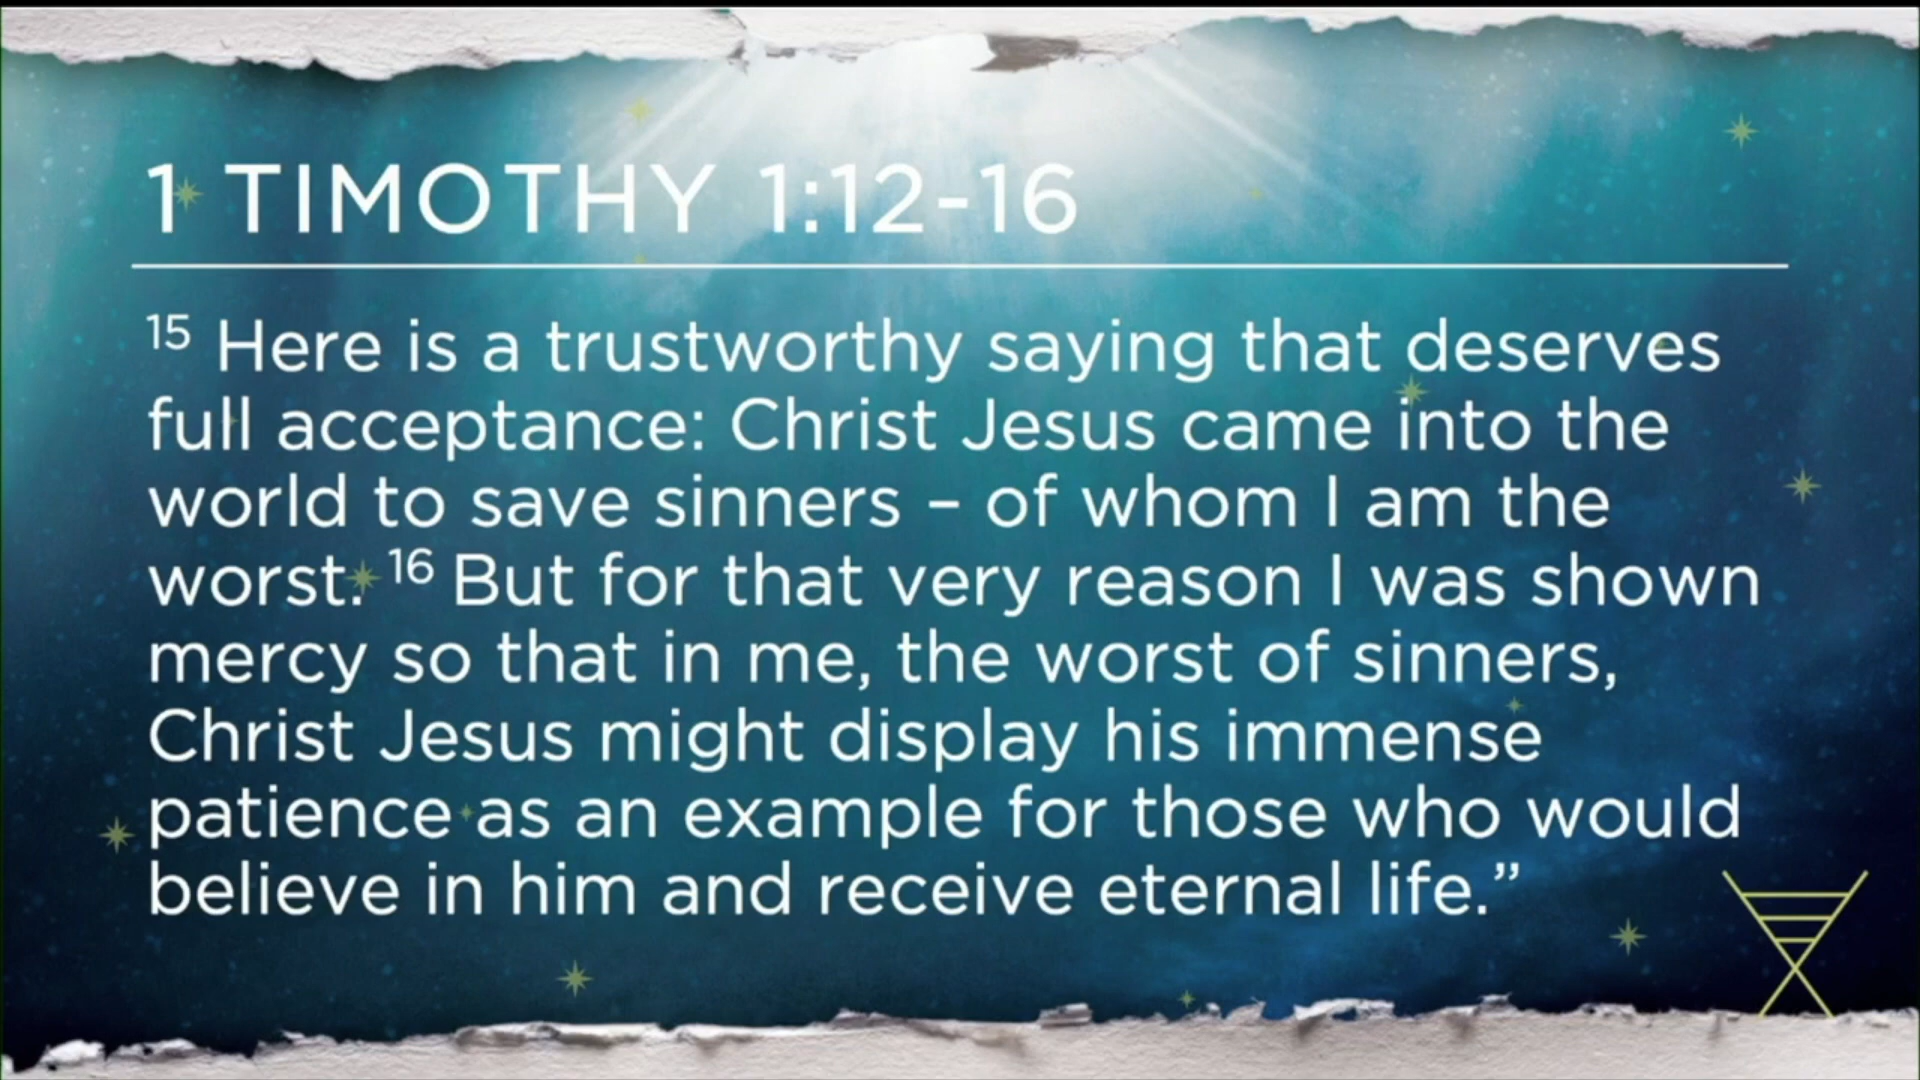 1 TIMOTHY 1:12-16
15 Here is a trustworthy saying that deserves
full acceptance: Christ Jesus came into the
world to save sinners – of whom I am the
worst. 16 But for that very reason I was shown
mercy so that in me, the worst of sinners,
Christ Jesus might display his immense
patience as an example for those who would
believe in him and receive eternal life.”